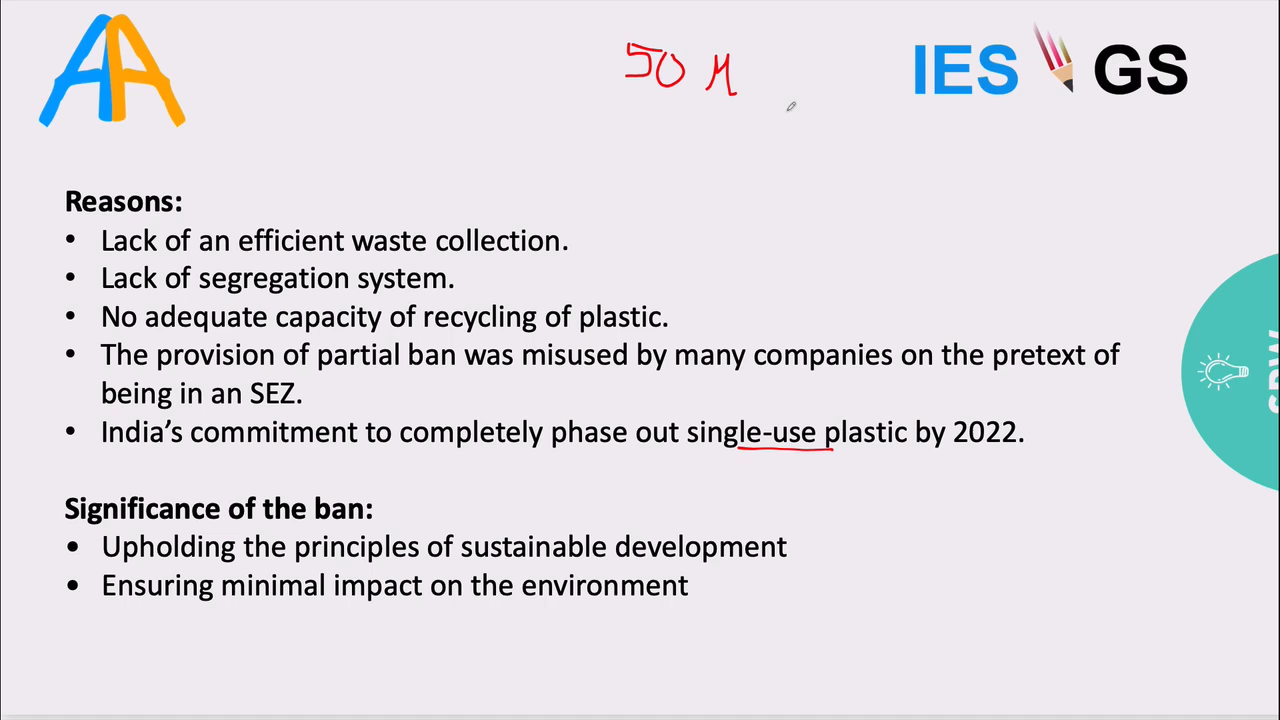 AA
50 μ
IES GS
Reasons:
• Lack of an efficient waste collection.
• Lack of segregation system.
• No adequate capacity of recycling of plastic.
• The provision of partial ban was misused by many companies on the pretext of
being in an SEZ.
• India’s commitment to completely phase out single-use plastic by 2022.
Significance of the ban:
• Upholding the principles of sustainable development
• Ensuring minimal impact on the environment